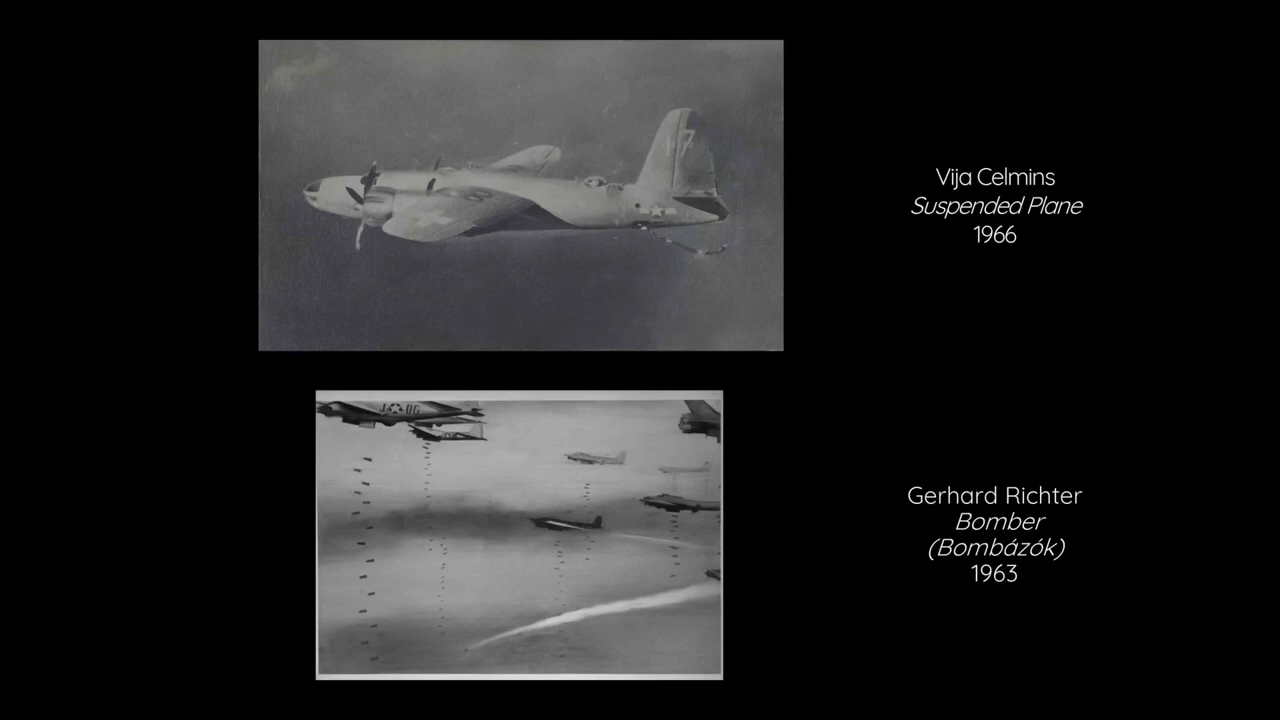 Vija Celmins
Suspended Plane
1966
Gerhard Richter
Bomber
(Bombázók)
1963